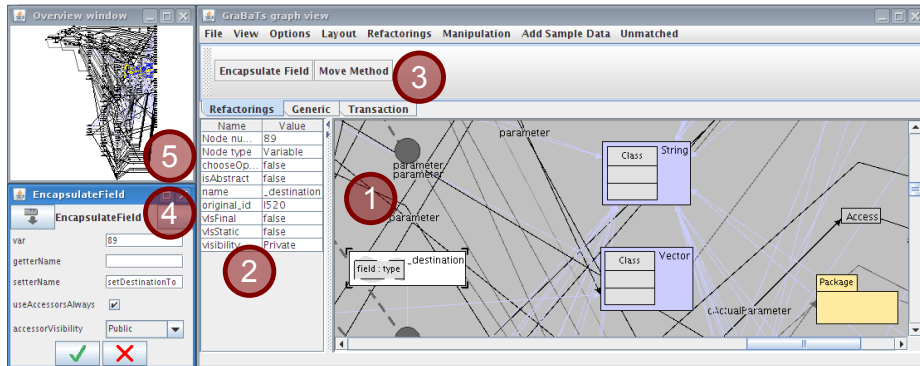 Overview window
5
EncapsulateField
EncapsulateField
4
var 89
getterName
setterName setDestinationTo
useAccessorsAlways
accessorVisibility Public
GraBaTs graph view
File View Options Layout Refactorings Manipulation Add Sample Data Unmatched
Encapsulate Field Move Method
3
Refactorings Generic Transaction
Name Value
Node nu... 89
Node type Variable
chooseOp... false
isAbstract false
name _destination
original_id l520
vIsFinal false
vIsStatic false
visibility Private
2
parameter
parameter
parameter
1
parameter
Class String
Access
_destination
field : type
Class Vector
Package
cActualParameter